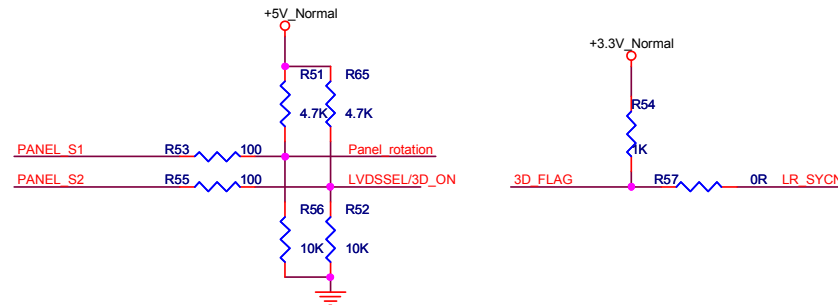 +5V_Normal
+3.3V_Normal
R51 R65
4.7K 4.7K
R54
1K
PANEL_S1 R53 100 Panel_rotation
PANEL_S2 R55 100 LVDSSEL/3D_ON
3D_FLAG R57 0R LR_SYCN
R56 R52
10K 10K